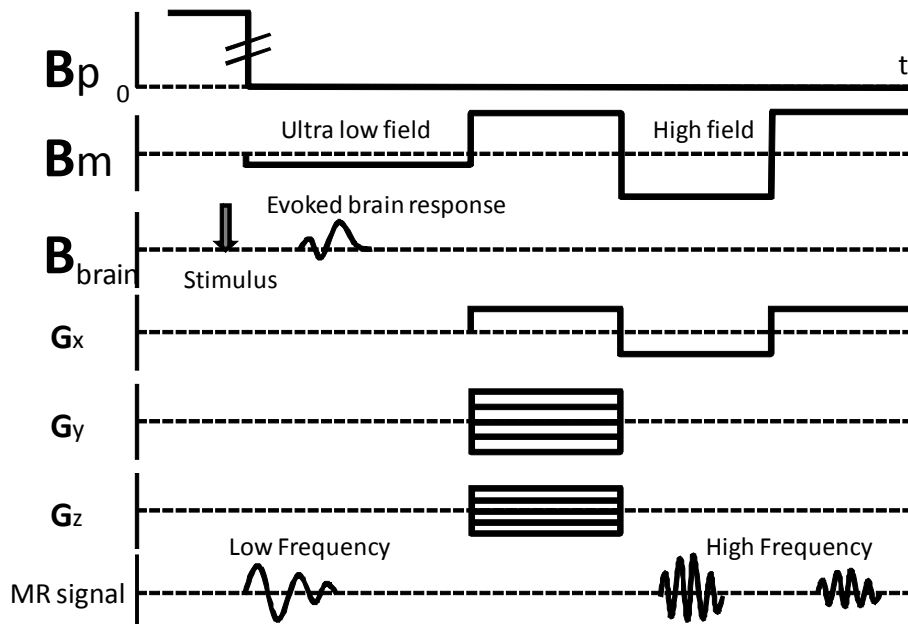 Bp
0
t
Bm
Ultra low field
High field
Bbrain
Evoked brain response
Stimulus
Gx
Gy
Gz
Low Frequency
High Frequency
MR signal